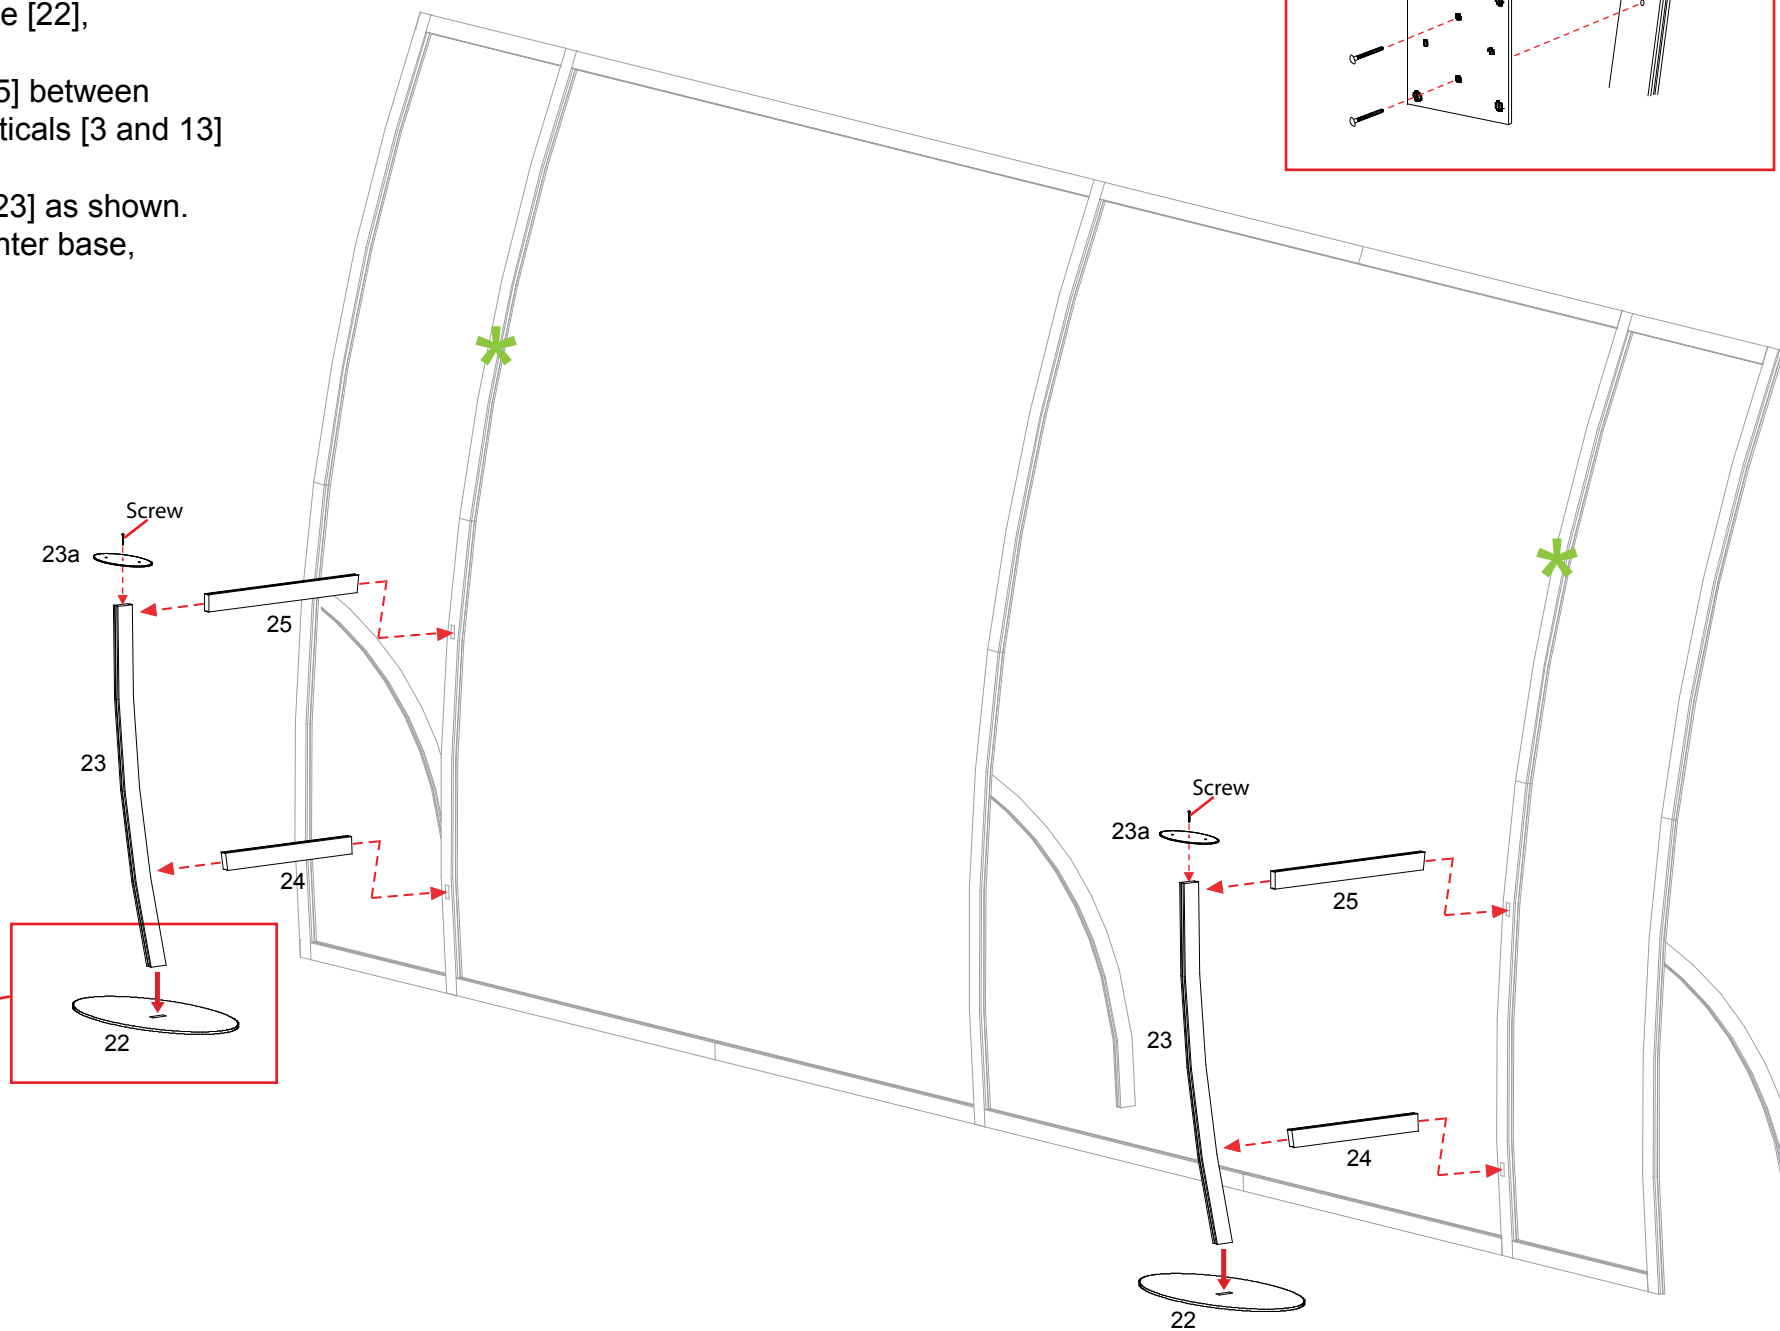 e [22],
5] between
ticals [3 and 13]
23] as shown.
nter base,
Screw
23a
25
23
24
22
Screw
23a
25
23
24
22